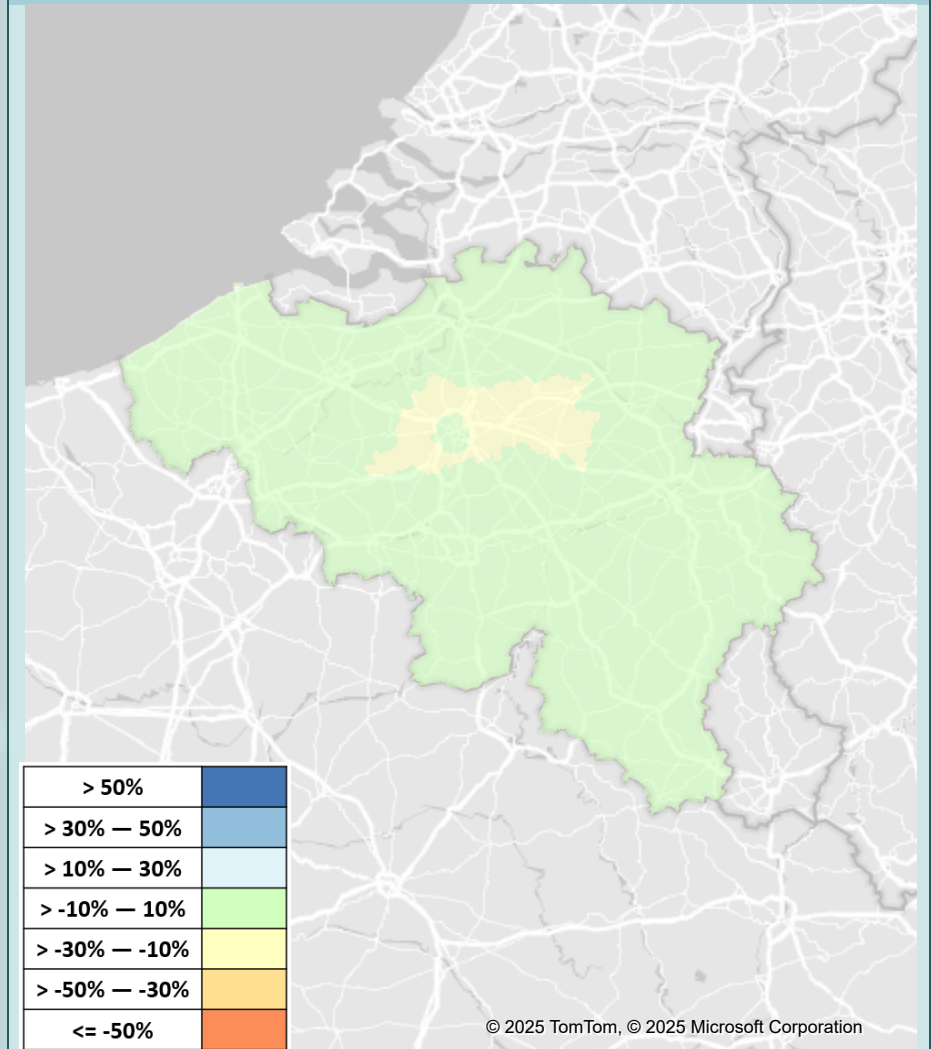 > 50%
> 30% — 50%
> 10% — 30%
> -10% — 10%
> -30% — -10%
> -50% — -30%
<= -50%
© 2025 TomTom, © 2025 Microsoft Corporation